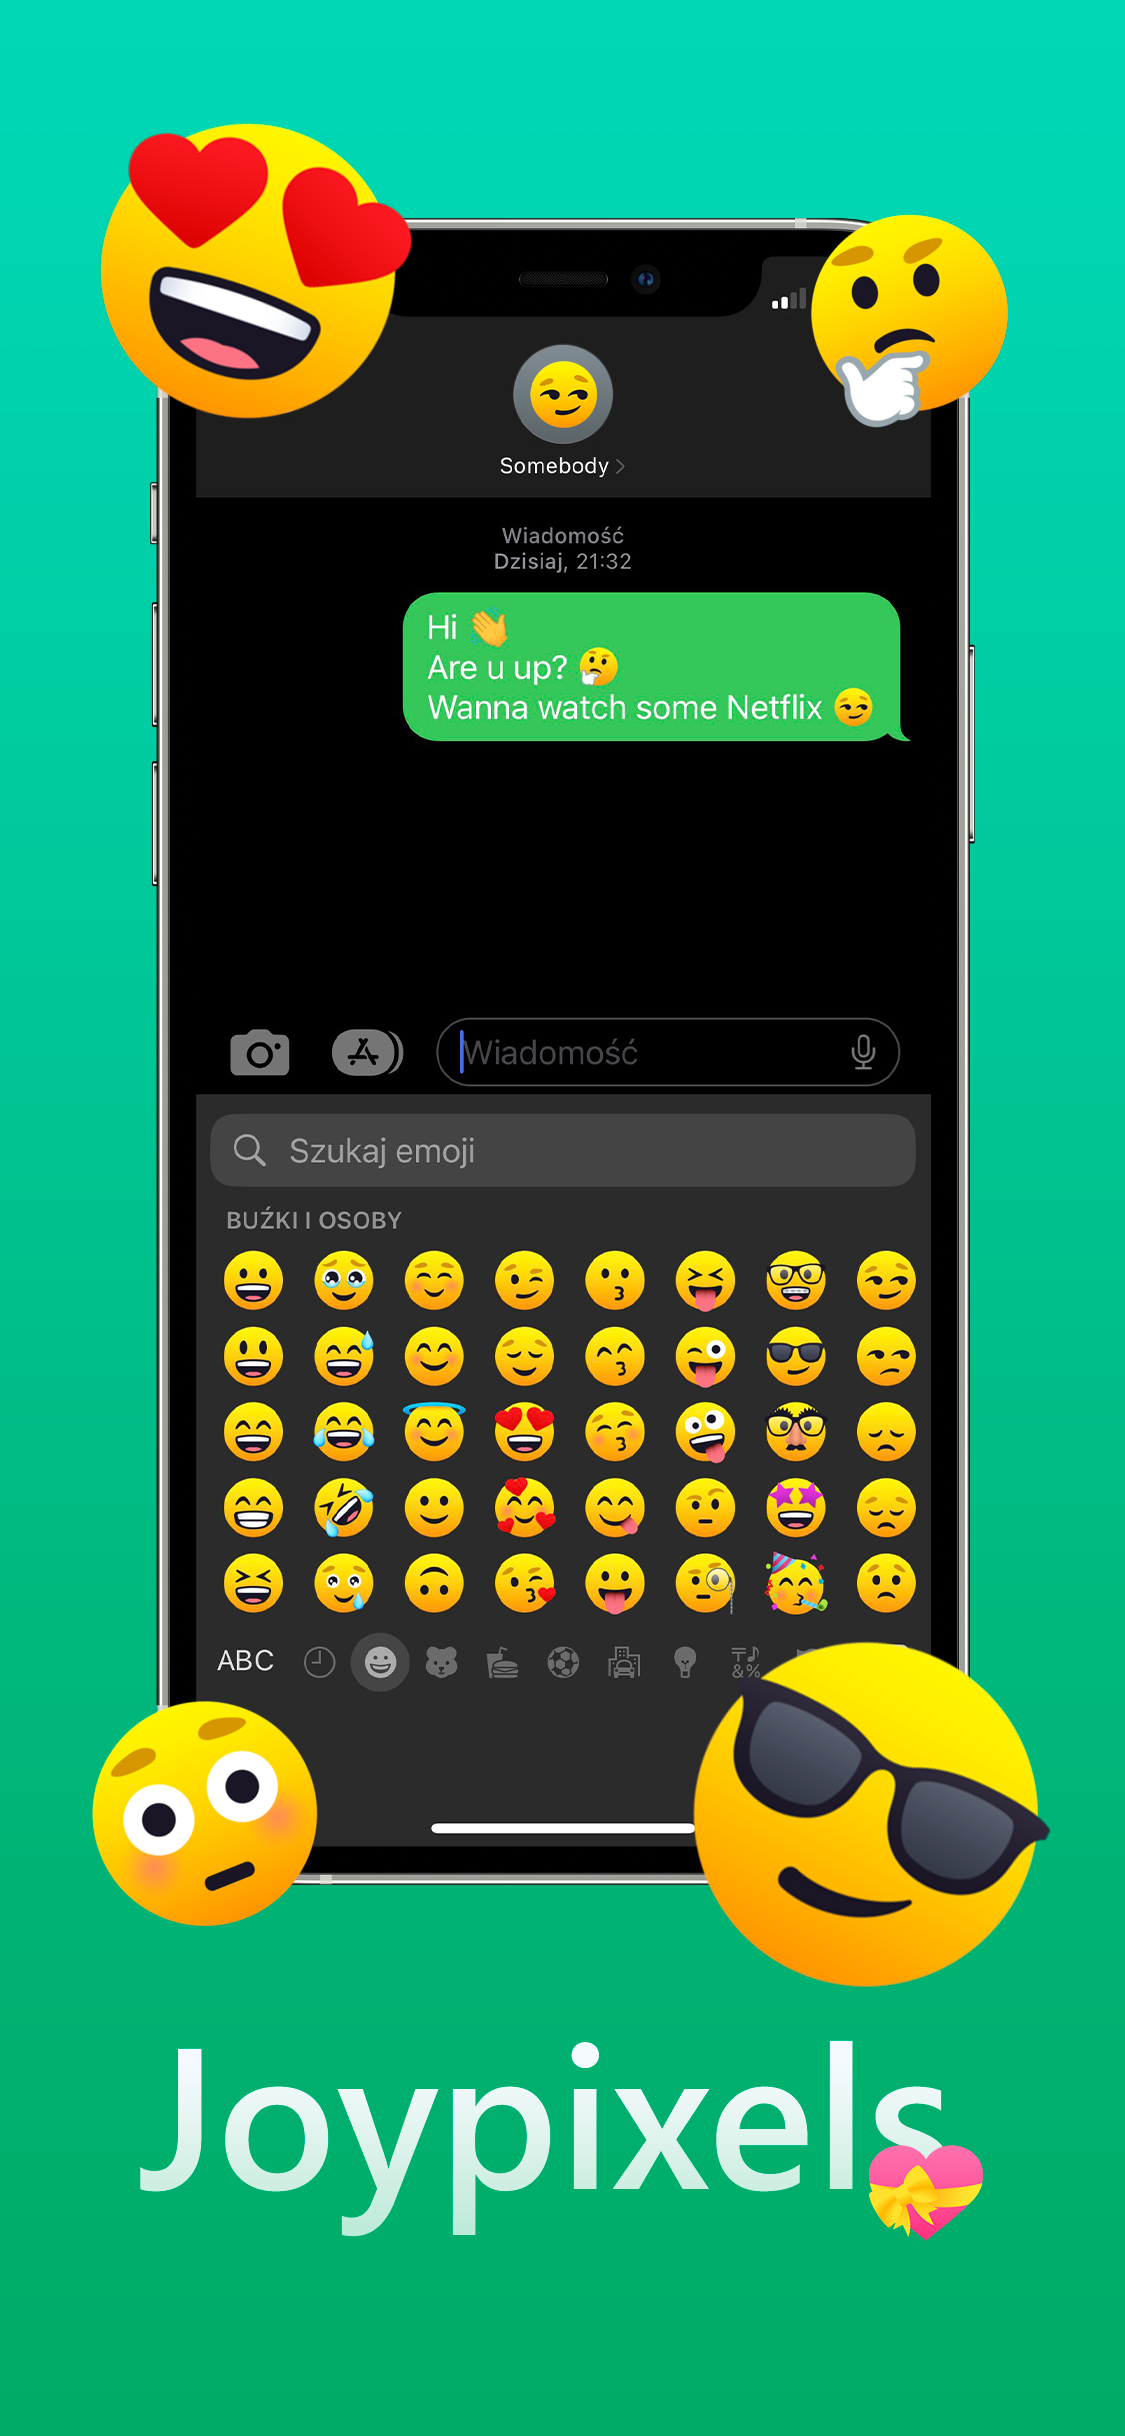 Somebody
Wiadomość
Dzisiaj, 21:32
Hi 👋
Are u up? 🤔
Wanna watch some Netflix 😏
Wiadomość
Szukaj emoji
BUŹKI I OSOBY
ABC
Joypixels